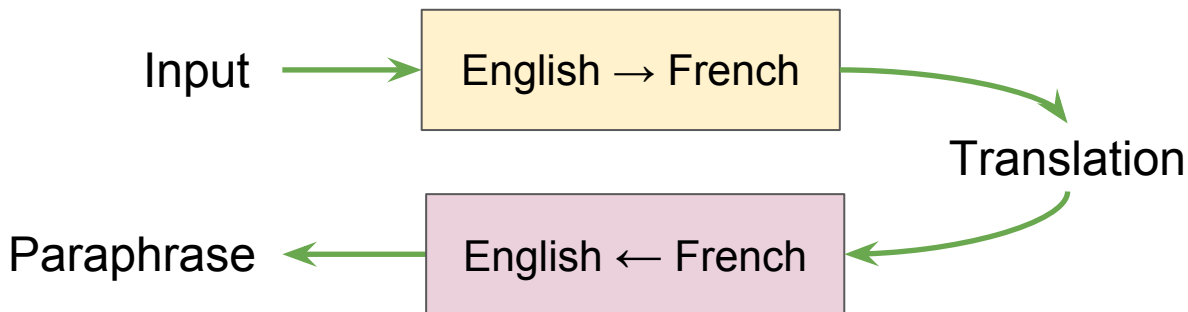 Input
English → French
Translation
English ← French
Paraphrase